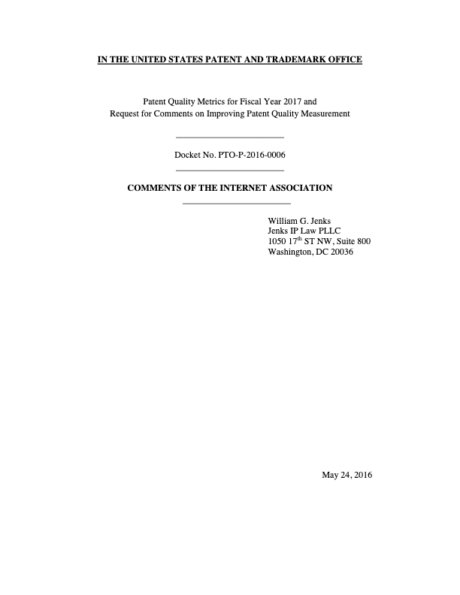 IN THE UNITED STATES PATENT AND TRADEMARK OFFICE
Patent Quality Metrics for Fiscal Year 2017 and
Request for Comments on Improving Patent Quality Measurement
Docket No. PTO-P-2016-0006
COMMENTS OF THE INTERNET ASSOCIATION
William G. Jenks
Jenks IP Law PLLC
1050 17th ST NW, Suite 800
Washington, DC 20036
May 24, 2016